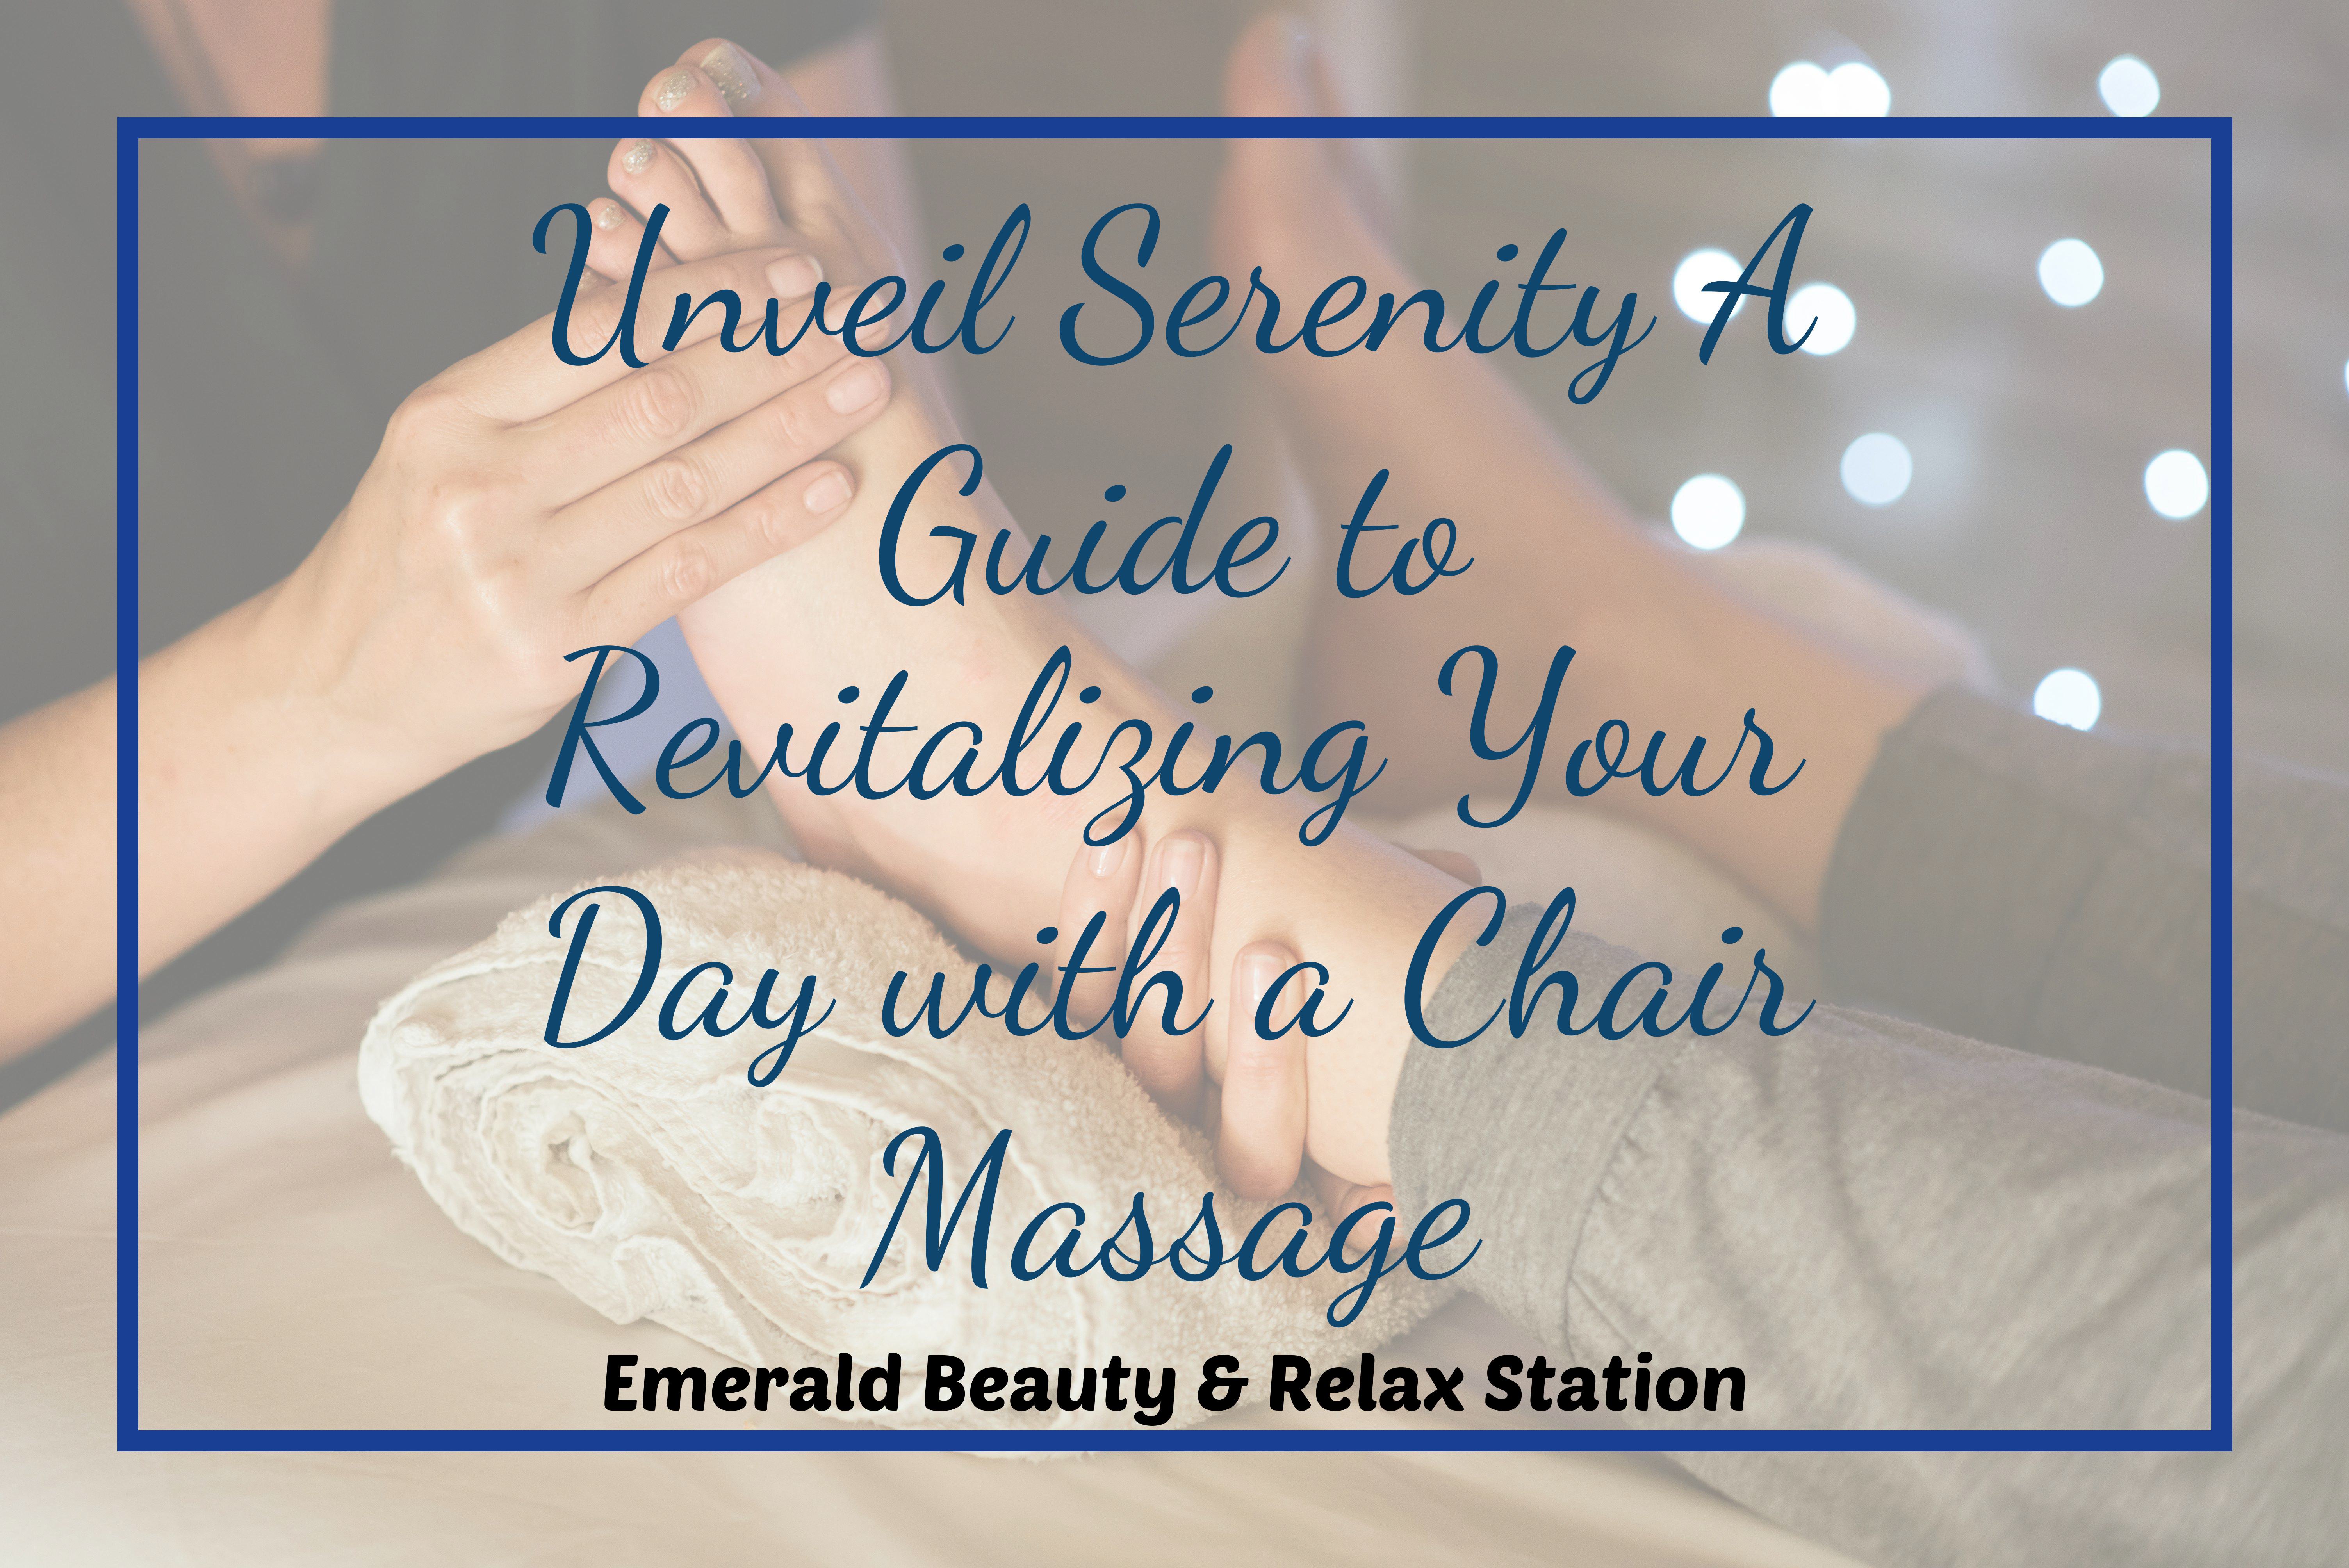 Unveil Serenity A
Guide to
Revitalizing Your
Day with a Chair
Massage
Emerald Beauty & Relax Station